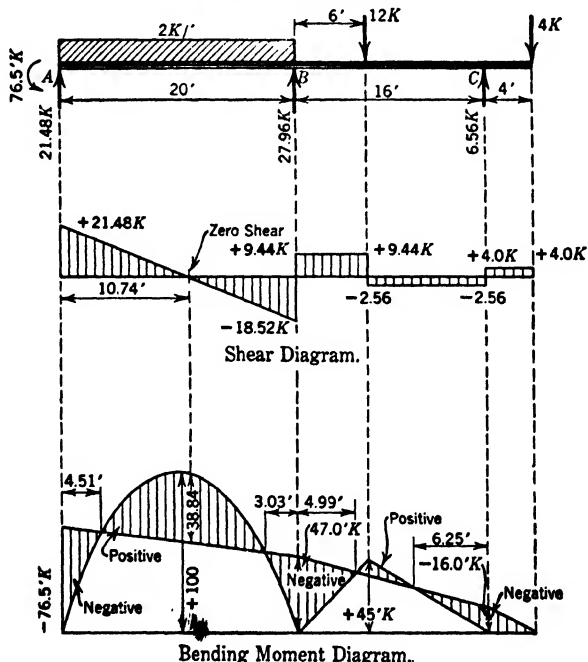 6' 12K
2K/' 4K
76.5'K A B C
20' 16' 4'
21.48K 27.96K 6.56K
+21.48K
Zero Shear
+9.44K +9.44K +4.0K +4.0K
10.74'
−18.52K −2.56 −2.56
Shear Diagram.
4.51' 38.84' 3.03' 4.99' Positive
6.25'
Positive 47.0'K −16.0'K
Negative Negative
−76.5'K Negative +100 +45'K
Bending Moment Diagram.